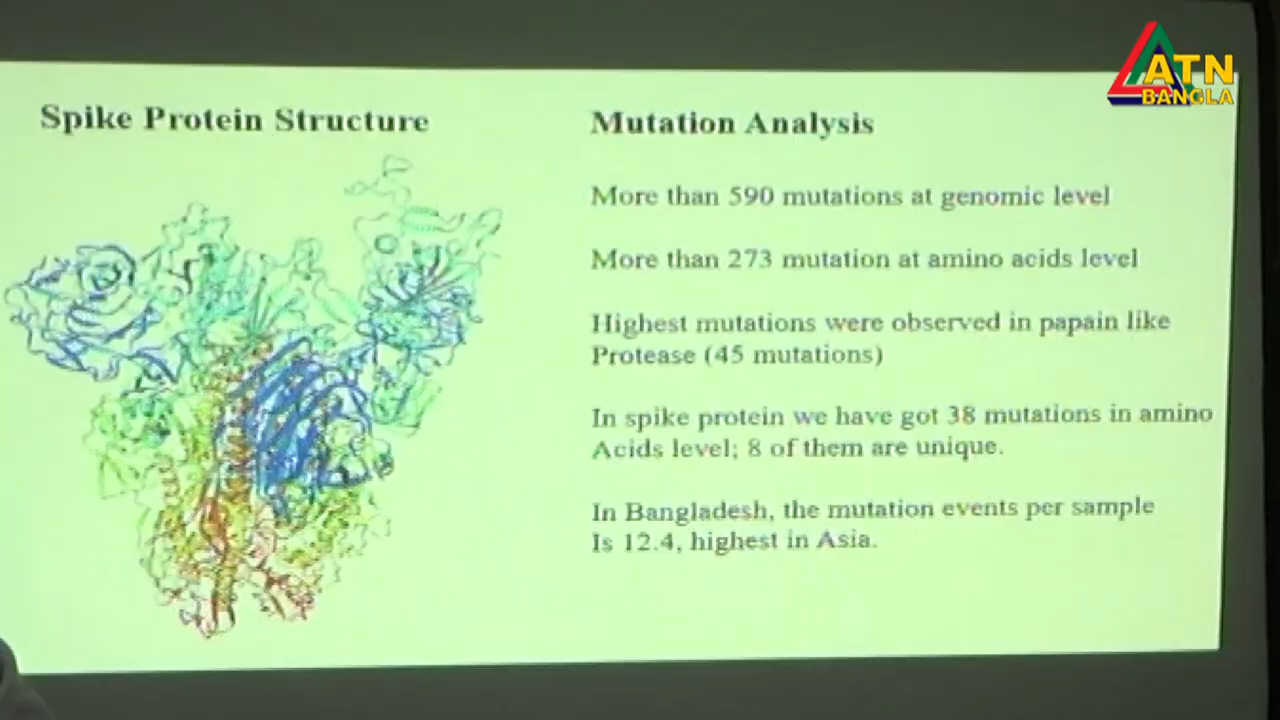 ATN
BANGLA
Spike Protein Structure
Mutation Analysis
More than 590 mutations at genomic level
More than 273 mutation at amino acids level
Highest mutations were observed in papain like
Protease (45 mutations)
In spike protein we have got 38 mutations in amino
Acids level; 8 of them are unique.
In Bangladesh, the mutation events per sample
Is 12.4, highest in Asia.